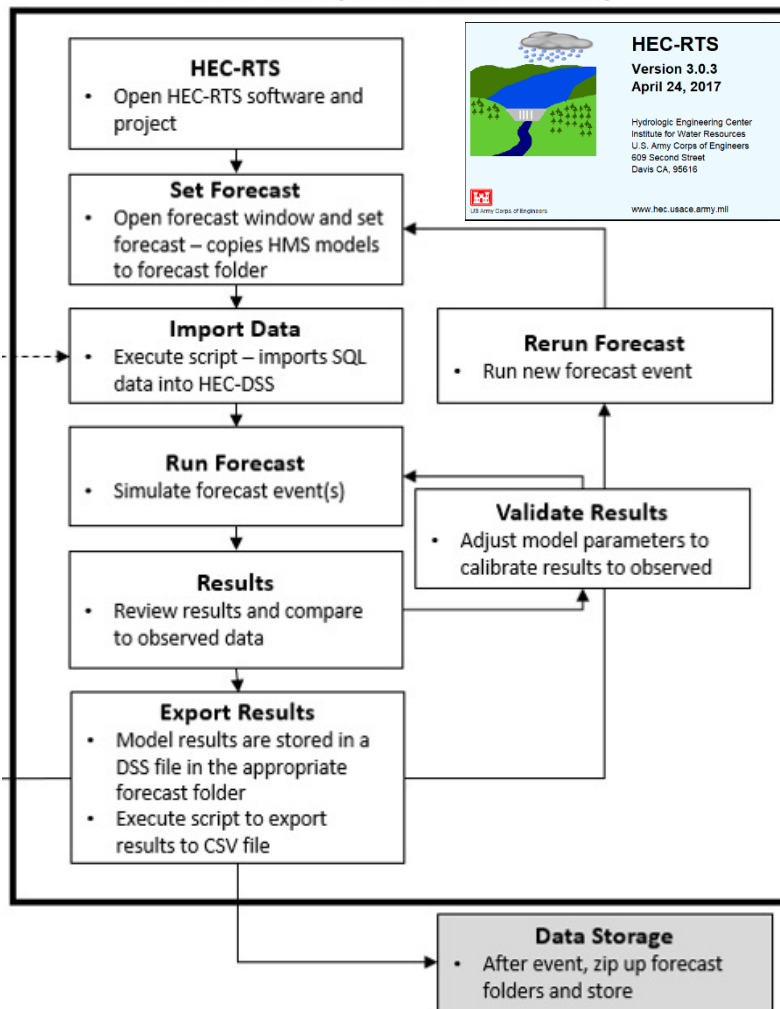 HEC-RTS
• Open HEC-RTS software and
project
HEC-RTS
Version 3.0.3
April 24, 2017
Hydrologic Engineering Center
Institute for Water Resources
U.S. Army Corps of Engineers
609 Second Street
Davis CA, 95616
US Army Corps of Engineers
www.hec.usace.army.mil
Set Forecast
• Open forecast window and set
forecast – copies HMS models
to forecast folder
Import Data
• Execute script – imports SQL
data into HEC-DSS
Rerun Forecast
• Run new forecast event
Run Forecast
• Simulate forecast event(s)
Validate Results
• Adjust model parameters to
calibrate results to observed
Results
• Review results and compare
to observed data
Export Results
• Model results are stored in a
DSS file in the appropriate
forecast folder
• Execute script to export
results to CSV file
Data Storage
• After event, zip up forecast
folders and store